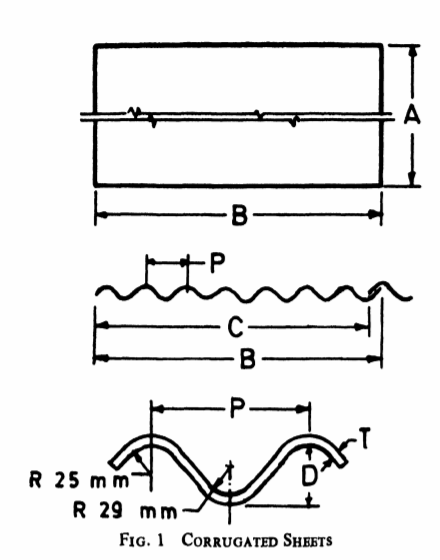 A
B
P
C
B
P
T
D
R 25 mm
R 29 mm
FIG. 1 CORRUGATED SHEETS